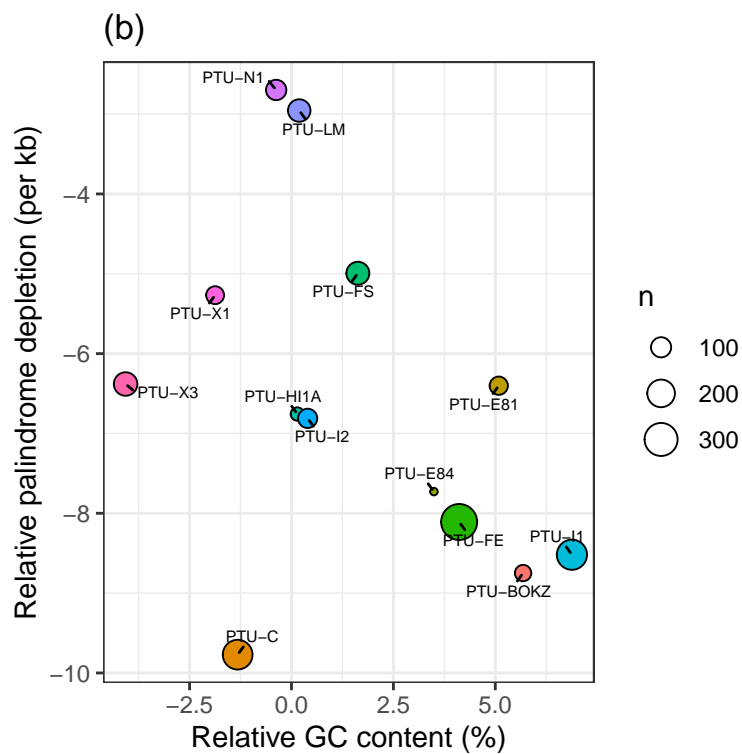 (b)
Relative palindrome depletion (per kb)
PTU−N1
PTU−LM
−4
PTU−FS
PTU−X1
n
100
−6
PTU−X3
PTU−HI1A
PTU−E81
200
PTU−I2
300
PTU−E84
−8
PTU−FE
PTU−I1
PTU−BOKZ
PTU−C
−10
−2.5
0.0
2.5
5.0
Relative GC content (%)